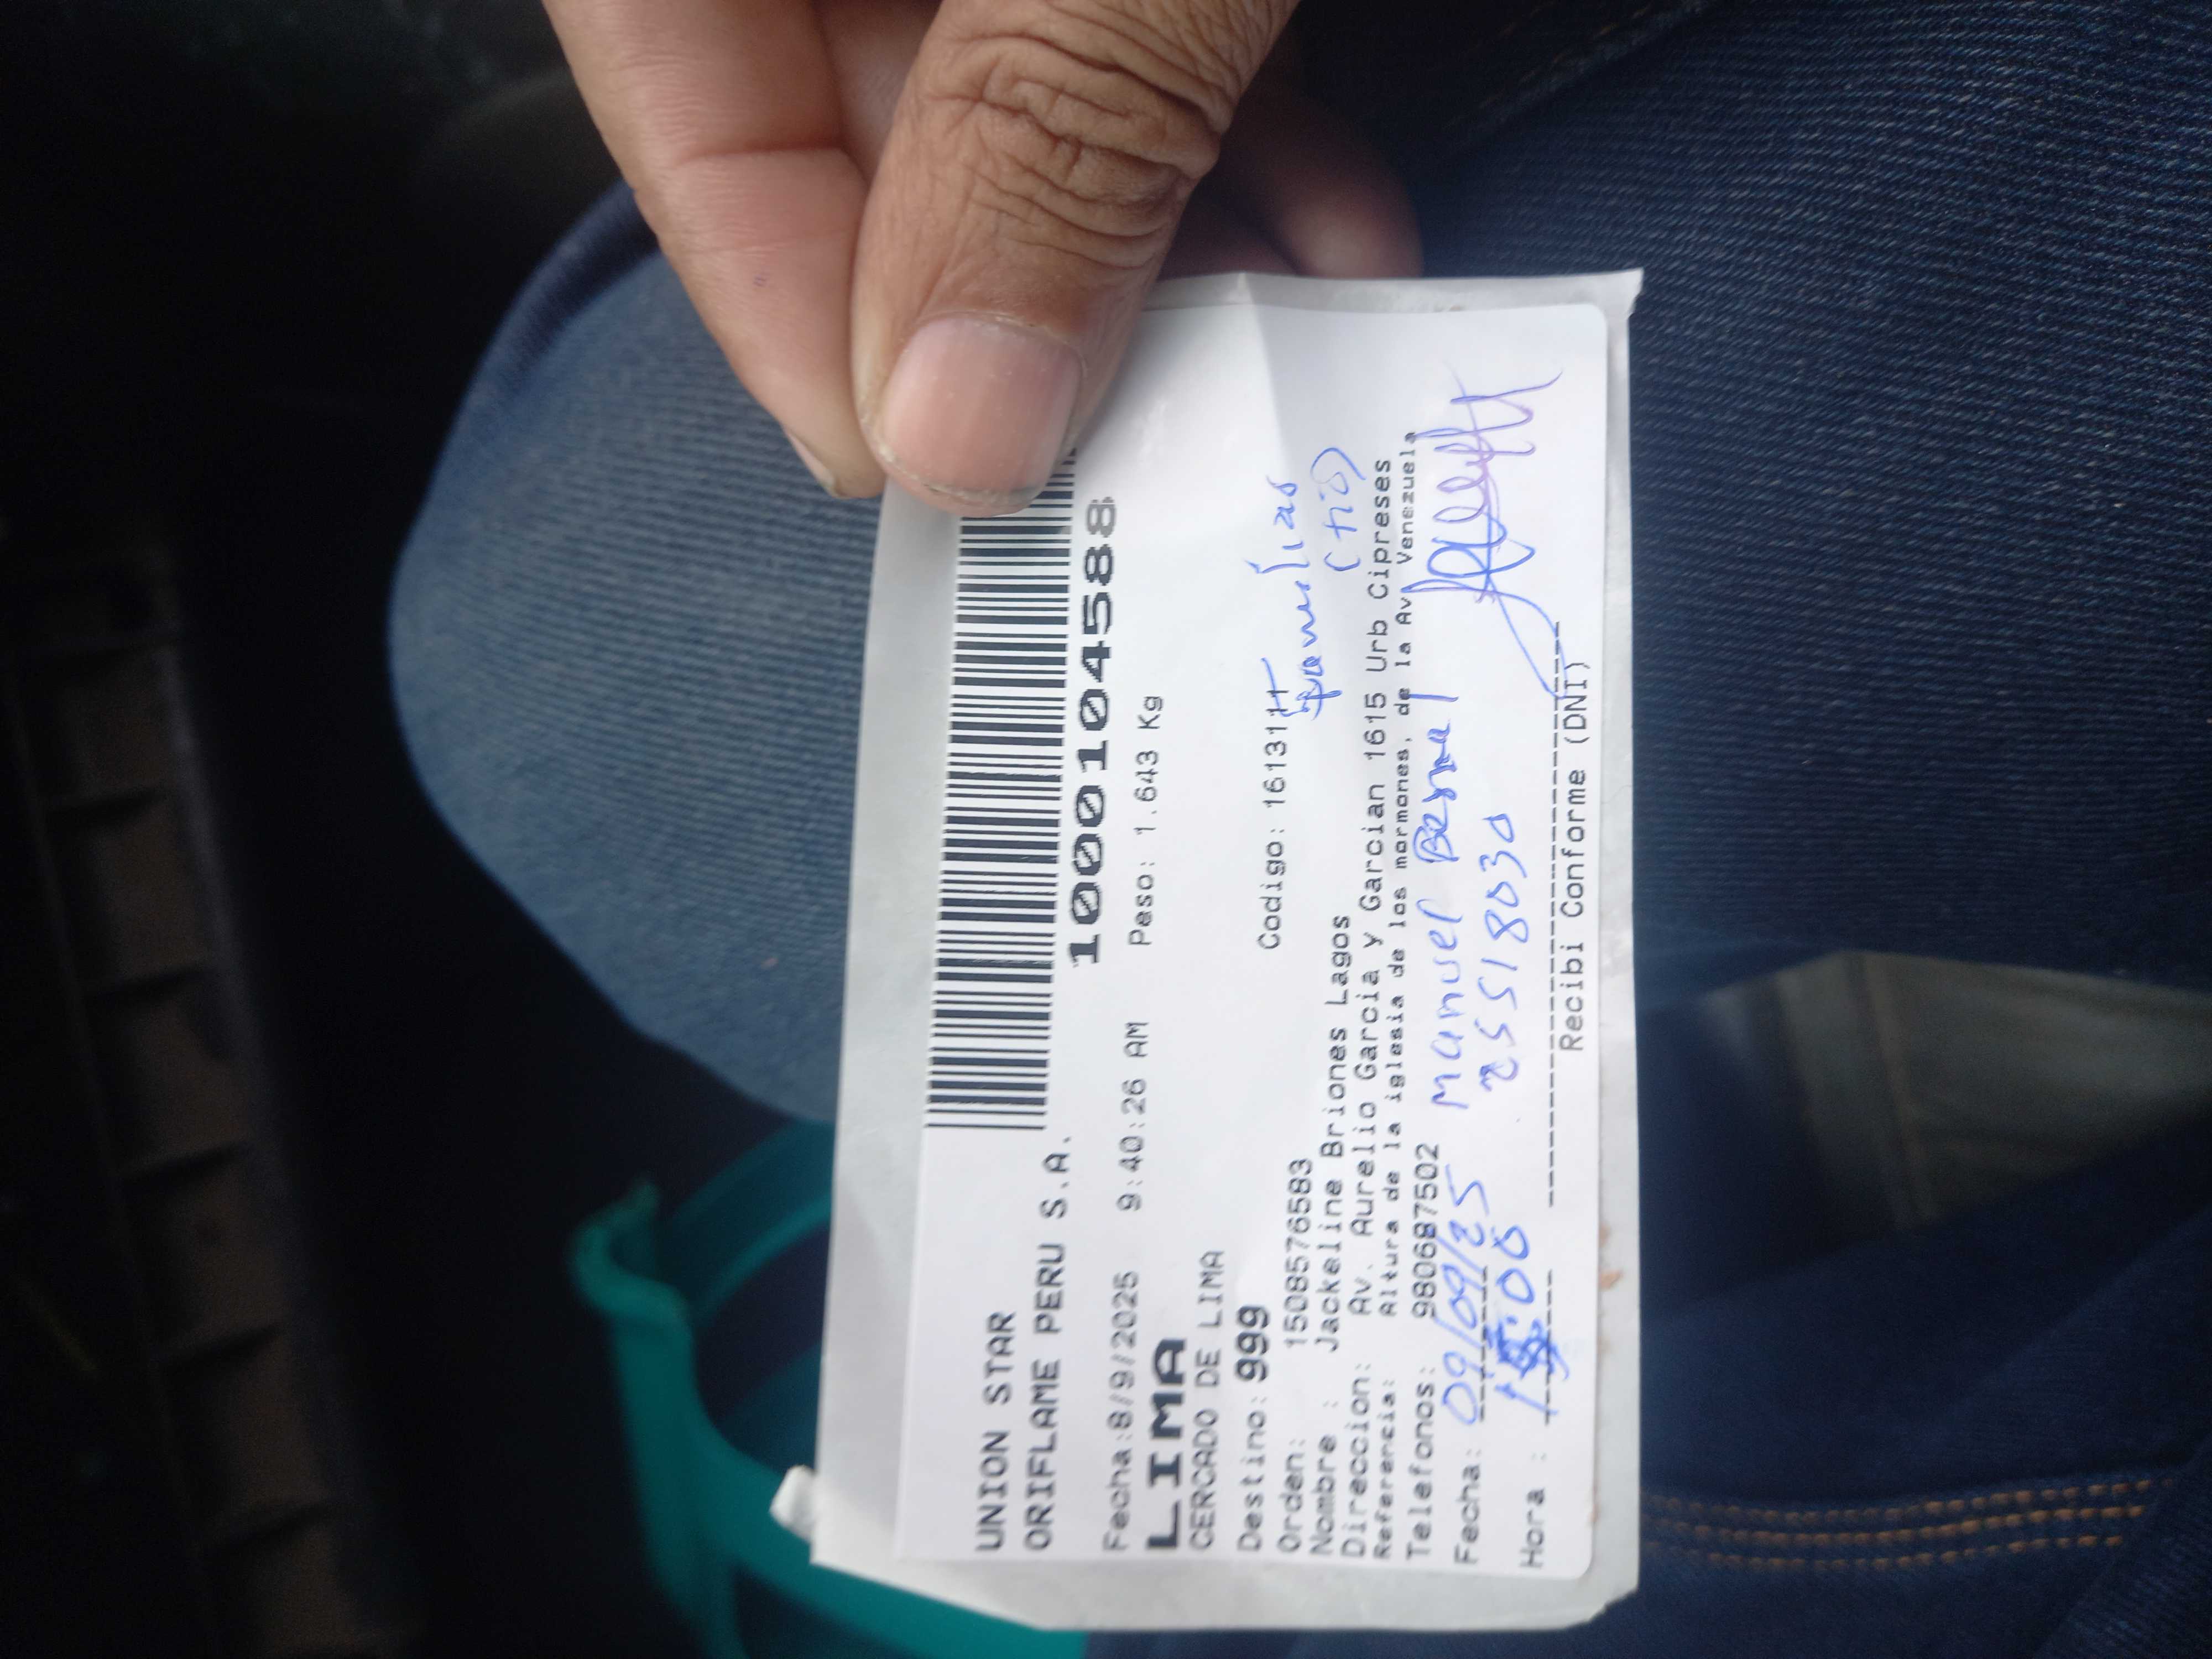 UNION STAR
ORIFLAME PERU S.A.
10001045888
Fecha:8/9/2025 9:40:26 AM Peso: 1.643 Kg
LIMA
CERCADO DE LIMA
Destino: 999 Codigo: 161311
Orden: 1508576583
Nombre : Jackeline Briones Lagos
(tio)
Direccion: Av. Aurelio Garcia y Garcian 1615 Urb Cipreses
Referencia: Altura de la iglesia de los mormones, de la Av Venezuela
Telefonos: 980687502
Fecha: 09/09/25 Manuel Bernal
25518030
Hora :
Recibi Conforme (DNI)